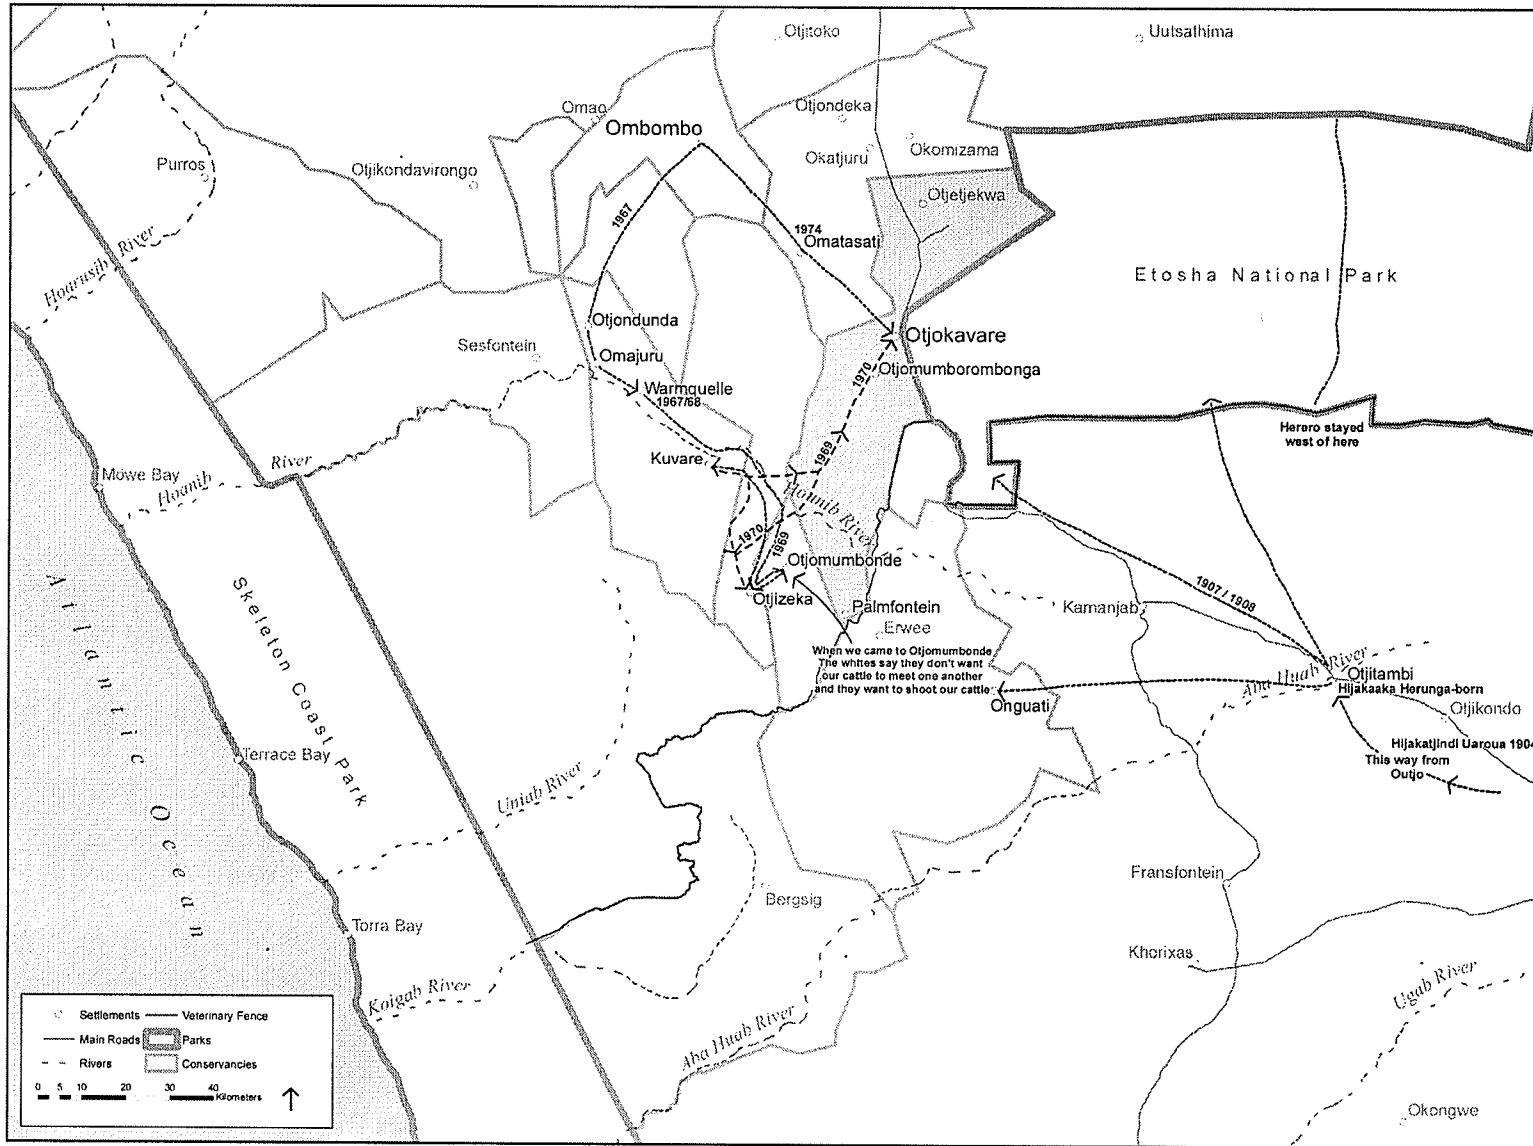 Otjitoko
Uutsathima
Omao
Otjondeka
Ombombo
Okatjuru
Okomizama
Purros
Otjikondavirongo
Otjetjekwa
1967
1974
Omatasati
Hoarusib River
Etosha National Park
Otjondunda
Sesfontein
Omajuru
Otjokavare
Warmquelle
1967/68
1970
Otjomumborombonga
Herero stayed
west of here
Kuvare
1969
Mowe Bay
Hoanib River
Hounib River
1970
1969
Otjomumbonde
Otjizeka
1907 / 1908
Palmfontein
Erwee
Kamanjab
When we came to Otjomumbonde
The whites say they don't want
our cattle to meet one another
and they want to shoot our cattle
Onguati
Aba Huab River
Otjitambi
Hijakaaka Herunga-born
Otjikondo
Hijakatjindi Uaroua 1904
This way from
Outjo
Atlantic Ocean
Skeleton Coast Park
Terrace Bay
Uniab River
Bergsig
Fransfontein
Torra Bay
Khorixas
Koigab River
Aba Huab River
Ugab River
Okongwe
Settlements
Veterinary Fence
Main Roads
Parks
Rivers
Conservancies
0 5 10 20 30 40
Kilometers